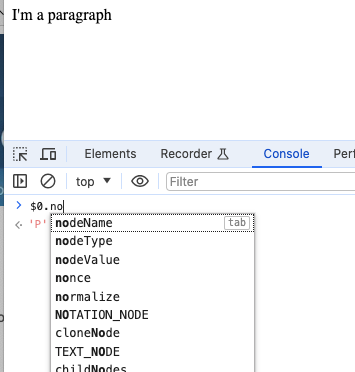 I'm a paragraph
Elements Recorder Console Perf
top Filter
> $0.no
'P'
nodeName tab
nodeType
nodeValue
nonce
normalize
NOTATION_NODE
cloneNode
TEXT_NODE
childNodes